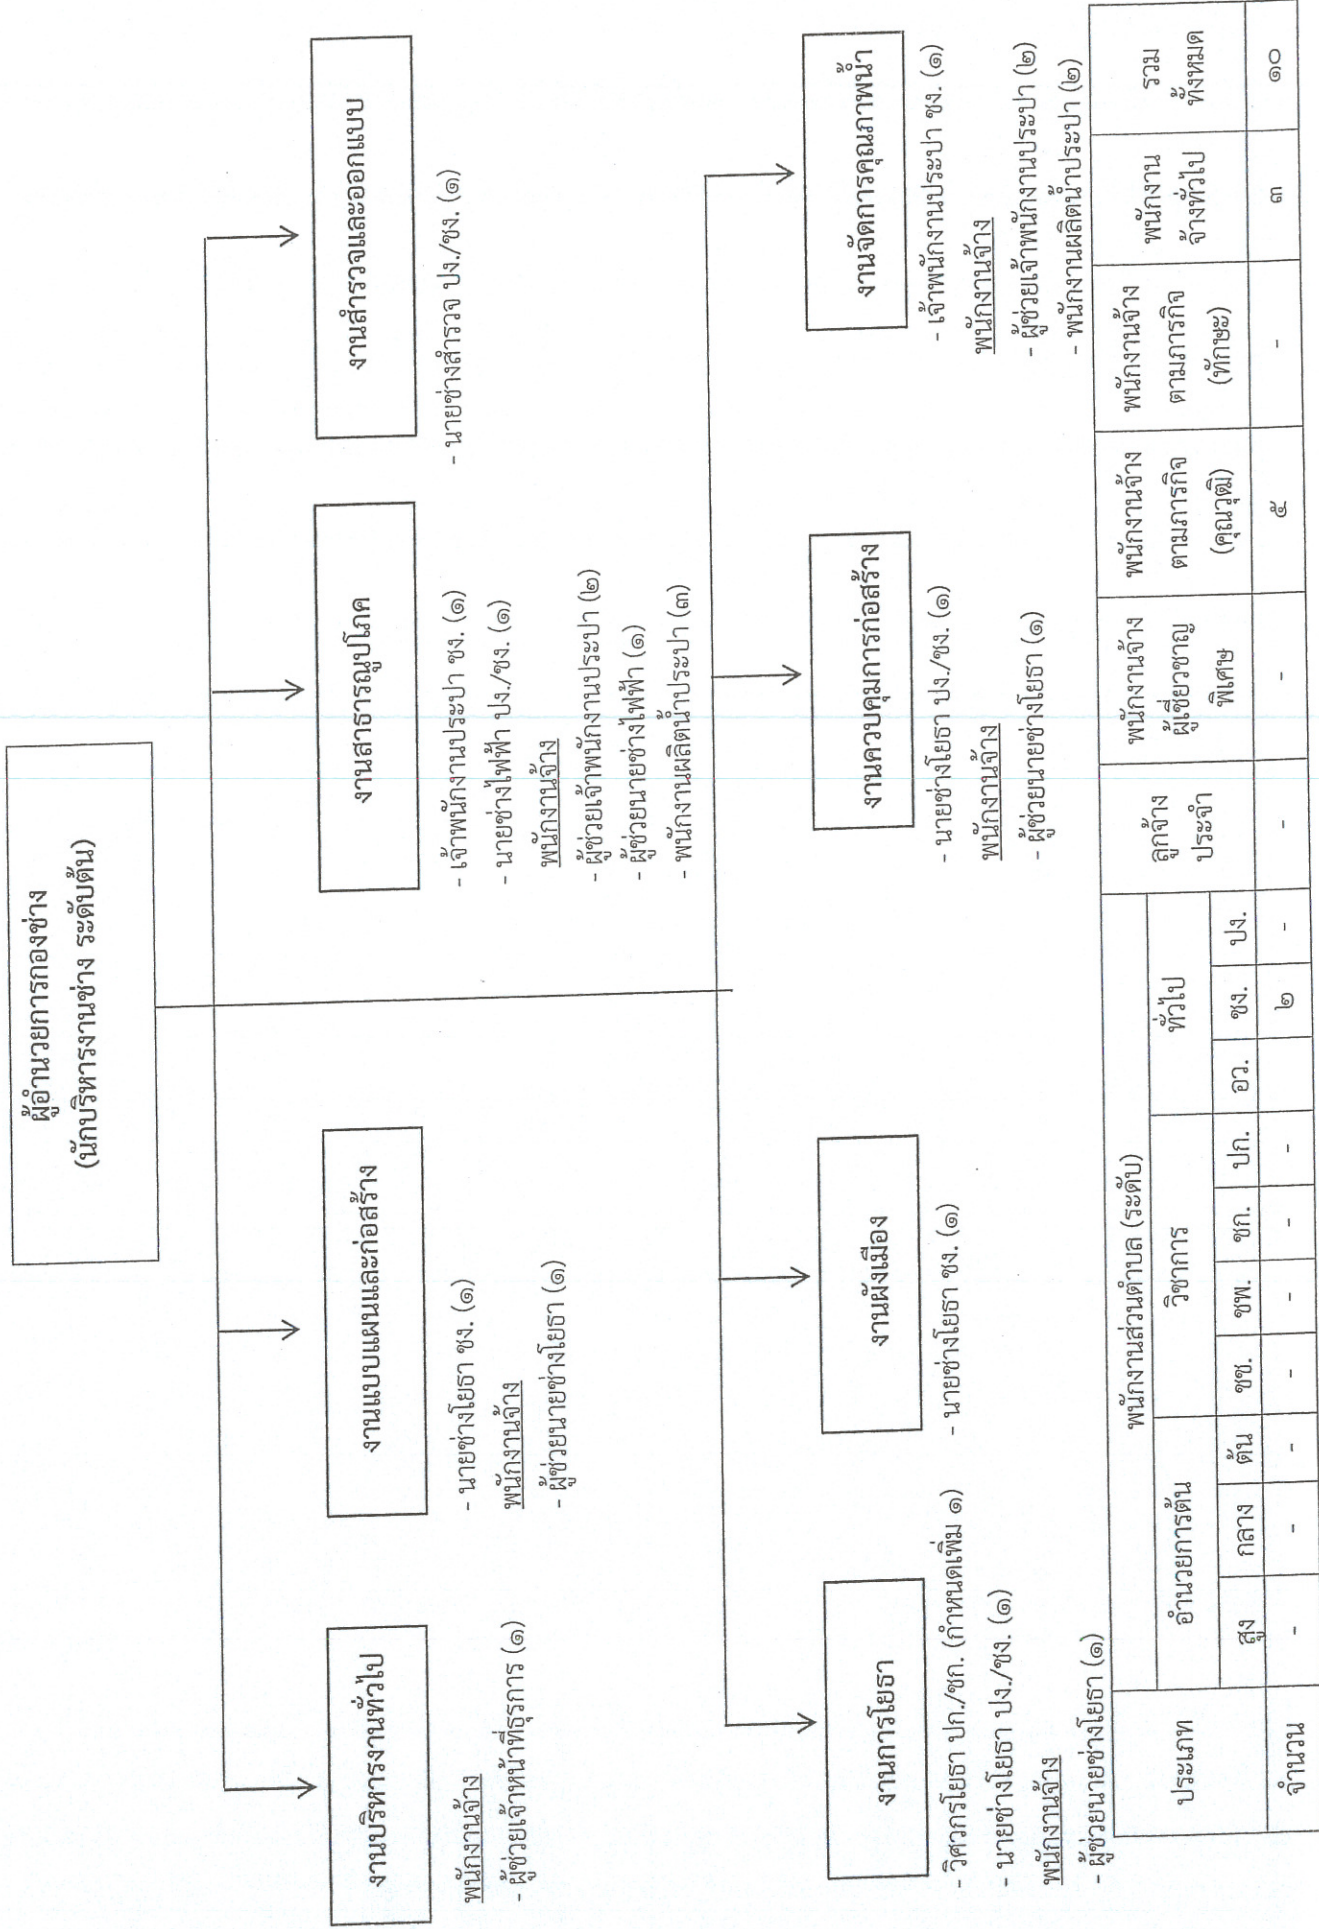 ผู้อำนวยการกองช่าง
(นักบริหารงานช่าง ระดับต้น)
งานบริหารงานทั่วไป
พนักงานจ้าง
- ผู้ช่วยเจ้าหน้าที่ธุรการ (๑)
งานแบบแผนและก่อสร้าง
- นายช่างโยธา ชง. (๑)
พนักงานจ้าง
- ผู้ช่วยนายช่างโยธา (๑)
งานสาธารณูปโภค
- เจ้าพนักงานประปา ชง. (๑)
- นายช่างไฟฟ้า ปง./ชง. (๑)
พนักงานจ้าง
- ผู้ช่วยเจ้าพนักงานประปา (๒)
- ผู้ช่วยนายช่างไฟฟ้า (๑)
- พนักงานผลิตน้ำประปา (๓)
งานสำรวจและออกแบบ
- นายช่างสำรวจ ปง./ชง. (๑)
งานการโยธา
- วิศวกรโยธา ปก./ชก. (กำหนดเพิ่ม ๑)
- นายช่างโยธา ปง./ชง. (๑)
พนักงานจ้าง
- ผู้ช่วยนายช่างโยธา (๑)
งานผังเมือง
- นายช่างโยธา ชง. (๑)
งานควบคุมการก่อสร้าง
- นายช่างโยธา ปง./ชง. (๑)
พนักงานจ้าง
- ผู้ช่วยนายช่างโยธา (๑)
งานจัดการคุณภาพน้ำ
- เจ้าพนักงานประปา ชง. (๑)
พนักงานจ้าง
- ผู้ช่วยเจ้าพนักงานประปา (๒)
- พนักงานผลิตน้ำประปา (๒)
ประเภท
พนักงานส่วนตำบล (ระดับ)
อำนวยการต้น
วิชาการ
ทั่วไป
สูง กลาง ต้น ชช. ชพ. ชก. ปก. อว. ชง. ปง.
ลูกจ้าง
ประจำ
พนักงานจ้าง
ผู้เชี่ยวชาญ
พิเศษ
พนักงานจ้าง
ตามภารกิจ
(คุณวุฒิ)
พนักงานจ้าง
ตามภารกิจ
(ทักษะ)
พนักงาน
จ้างทั่วไป
รวม
ทั้งหมด
จำนวน - - - - - - - ๒ - - - ๕ - ๓ ๑๐